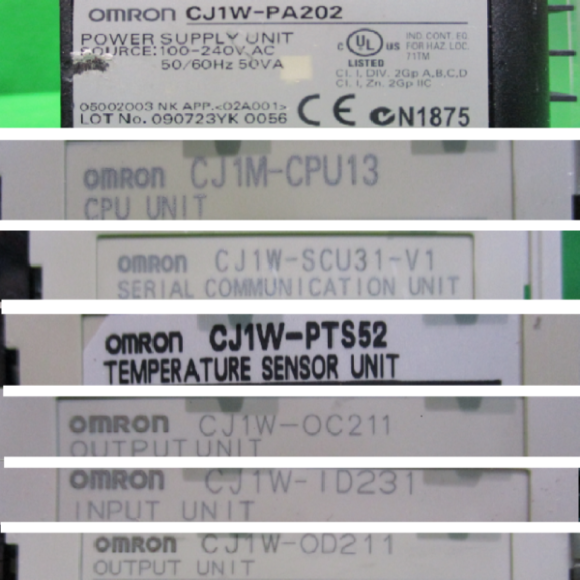 OMRON CJ1W-PA202
POWER SUPPLY UNIT
SOURCE:100-240V AC
50/60Hz 50VA
C UL US LISTED
IND. CONT. EQ.
FOR HAZ. LOC.
71TM
CI. I, DIV. 2Gp A,B,C,D
CI. I, Zn. 2Gp IIC
05002003 NK APP.<02A001>
LOT No. 090723YK 0056 CE N1875
OMRON CJ1M-CPU13
CPU UNIT
OMRON CJ1W-SCU31-V1
SERIAL COMMUNICATION UNIT
OMRON CJ1W-PTS52
TEMPERATURE SENSOR UNIT
OMRON CJ1W-OC211
OUTPUT UNIT
OMRON CJ1W-ID231
INPUT UNIT
OMRON CJ1W-OD211
OUTPUT UNIT